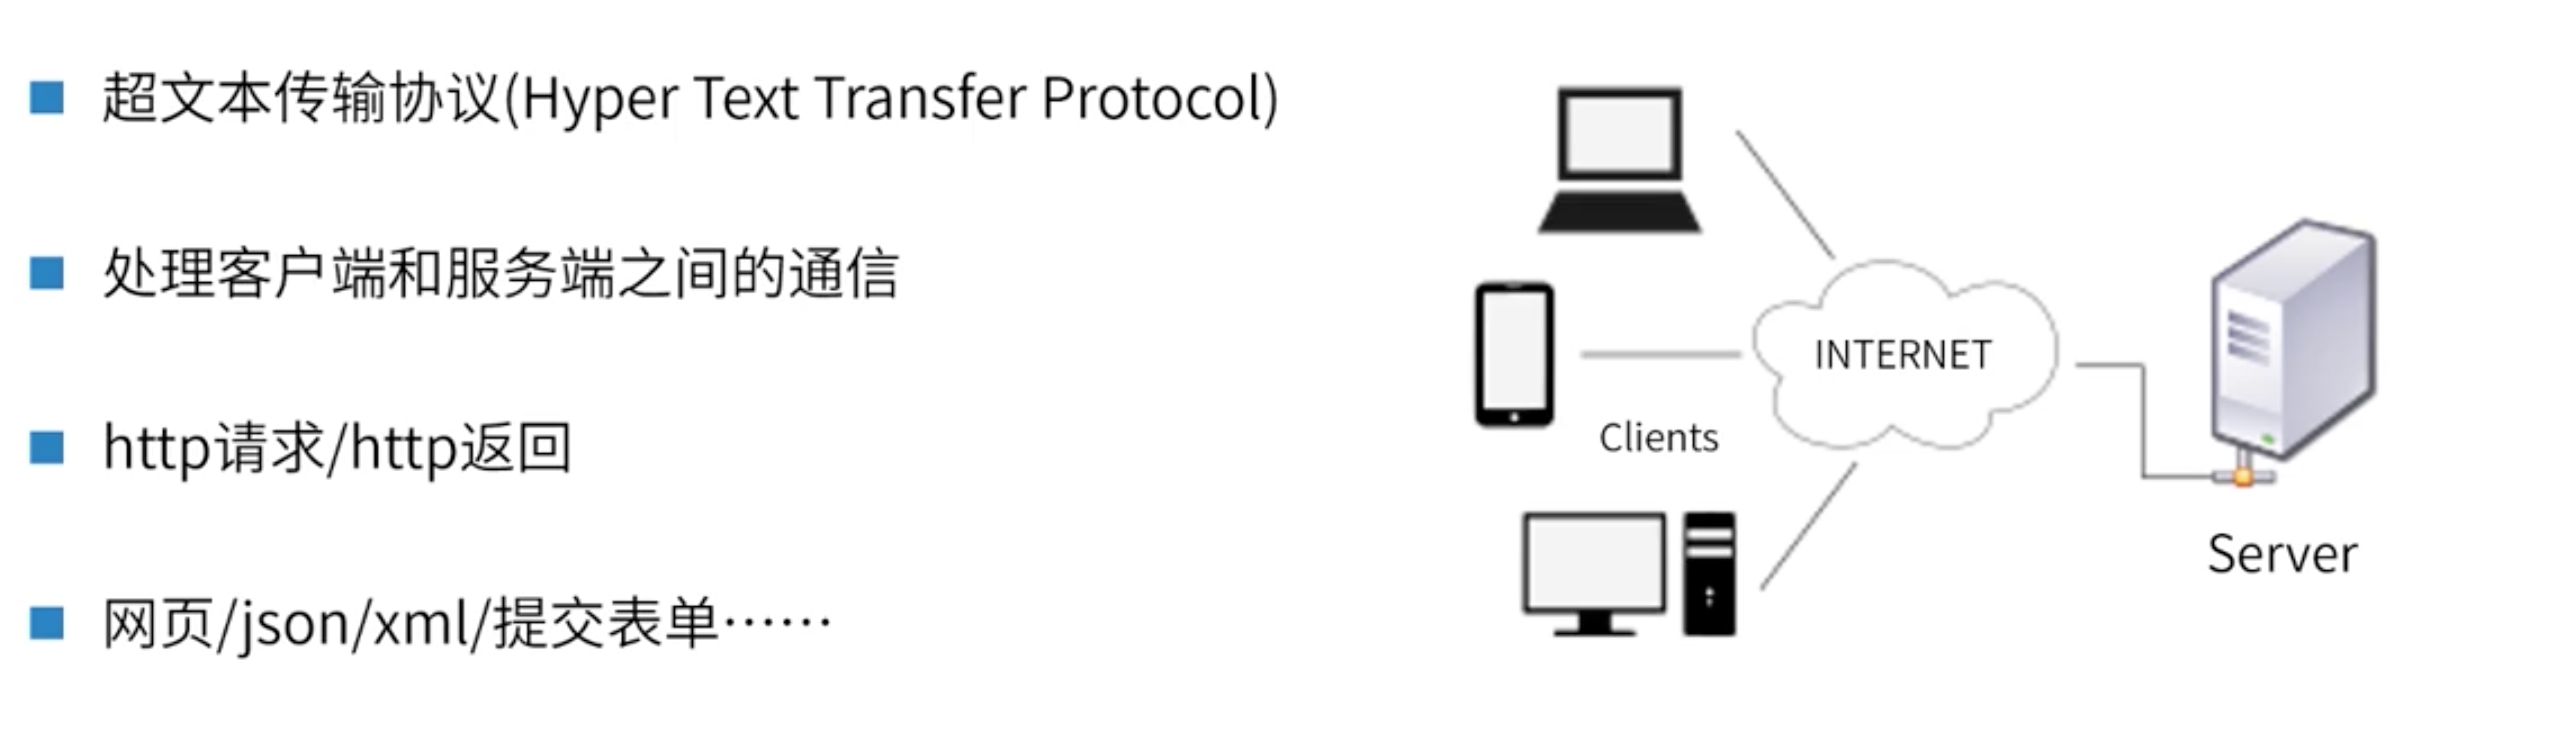 超文本传输协议(Hyper Text Transfer Protocol)
处理客户端和服务端之间的通信
http请求/http返回
网页/json/xml/提交表单······
INTERNET
Clients
Server